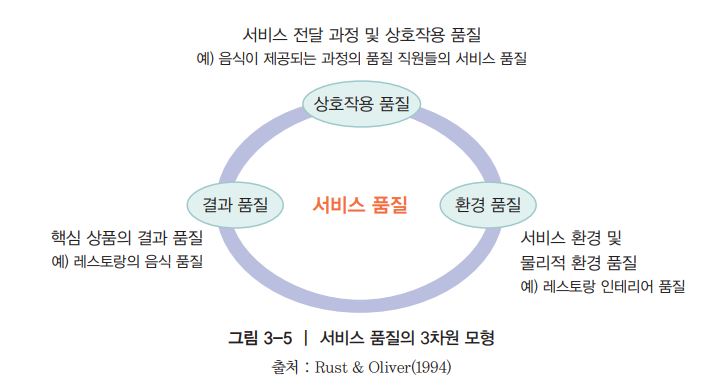 서비스 전달 과정 및 상호작용 품질
예) 음식이 제공되는 과정의 품질 직원들의 서비스 품질
상호작용 품질
결과 품질
서비스 품질
환경 품질
핵심 상품의 결과 품질
예) 레스토랑의 음식 품질
서비스 환경 및
물리적 환경 품질
예) 레스토랑 인테리어 품질
그림 3-5 | 서비스 품질의 3차원 모형
출처 : Rust & Oliver(1994)